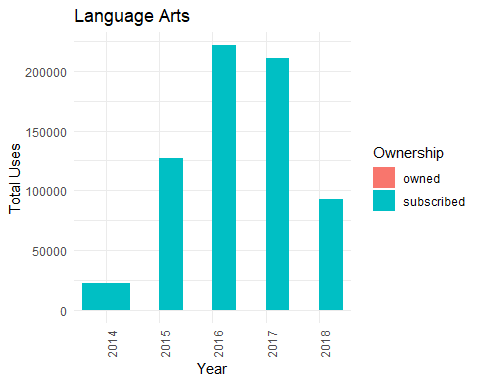 Language Arts
Total Uses
200000
150000
100000
50000
0
2014
2015
2016
2017
2018
Year
Ownership
owned
subscribed